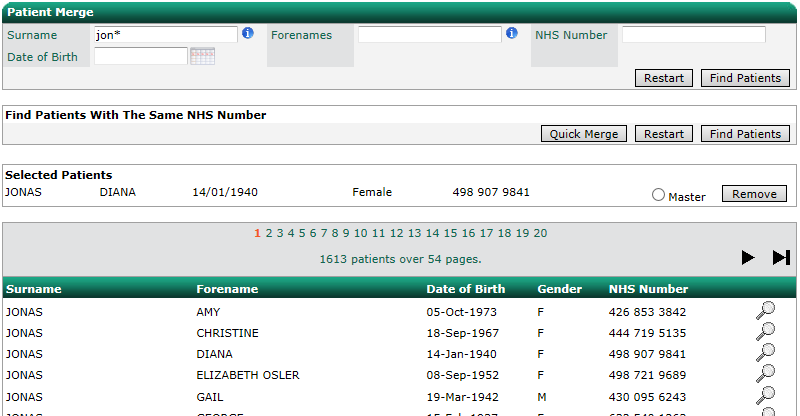 Patient Merge
Surname jon* Forenames NHS Number
Date of Birth
Restart Find Patients
Find Patients With The Same NHS Number
Quick Merge Restart Find Patients
Selected Patients
JONAS DIANA 14/01/1940 Female 498 907 9841 Master Remove
1 2 3 4 5 6 7 8 9 10 11 12 13 14 15 16 17 18 19 20
1613 patients over 54 pages.
Surname Forename Date of Birth Gender NHS Number
JONAS AMY 05-Oct-1973 F 426 853 3842
JONAS CHRISTINE 18-Sep-1967 F 444 719 5135
JONAS DIANA 14-Jan-1940 F 498 907 9841
JONAS ELIZABETH OSLER 08-Sep-1952 F 498 721 9689
JONAS GAIL 19-Mar-1942 M 430 095 6243
JONAS GEORGE